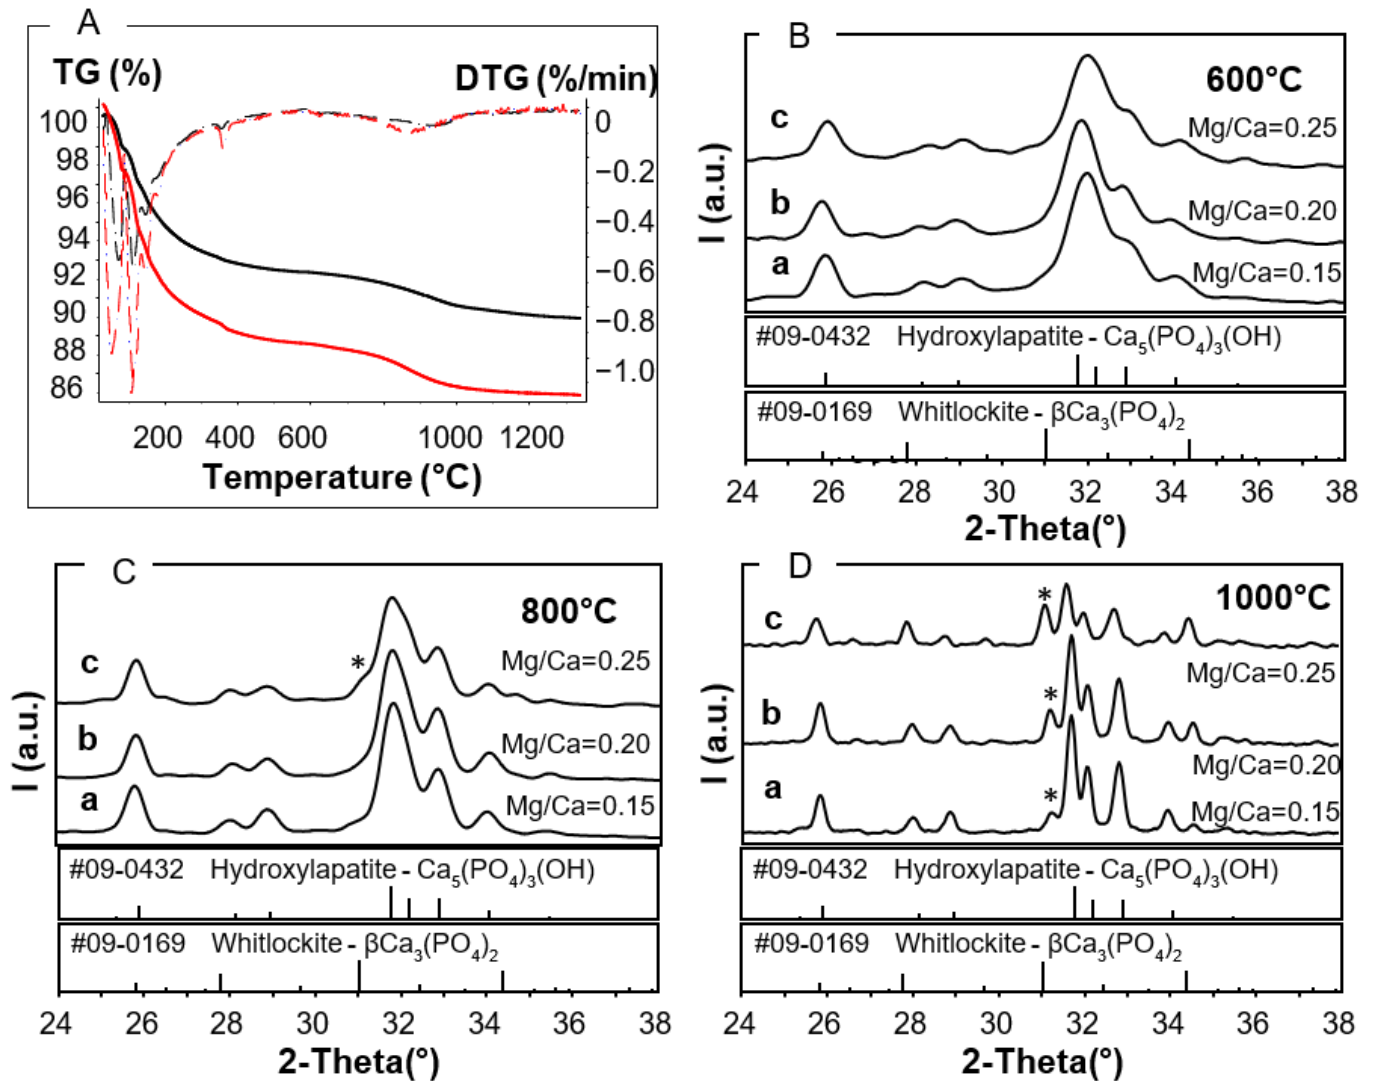 A
TG (%)
DTG (%/min)
100
98
96
94
92
90
88
86
0
−0.2
−0.4
−0.6
−0.8
−1.0
200 400 600 1000 1200
Temperature (°C)
B
600°C
c
Mg/Ca=0.25
b
Mg/Ca=0.20
a
Mg/Ca=0.15
I (a.u.)
#09-0432 Hydroxylapatite - Ca5(PO4)3(OH)
#09-0169 Whitlockite - βCa3(PO4)2
24 26 28 30 32 34 36 38
2-Theta(°)
C
800°C
*
c
Mg/Ca=0.25
b
Mg/Ca=0.20
a
Mg/Ca=0.15
I (a.u.)
#09-0432 Hydroxylapatite - Ca5(PO4)3(OH)
#09-0169 Whitlockite - βCa3(PO4)2
24 26 28 30 32 34 36 38
2-Theta(°)
D
1000°C
*
c
Mg/Ca=0.25
*
b
Mg/Ca=0.20
*
a
Mg/Ca=0.15
I (a.u.)
#09-0432 Hydroxylapatite - Ca5(PO4)3(OH)
#09-0169 Whitlockite - βCa3(PO4)2
24 26 28 30 32 34 36 38
2-Theta(°)